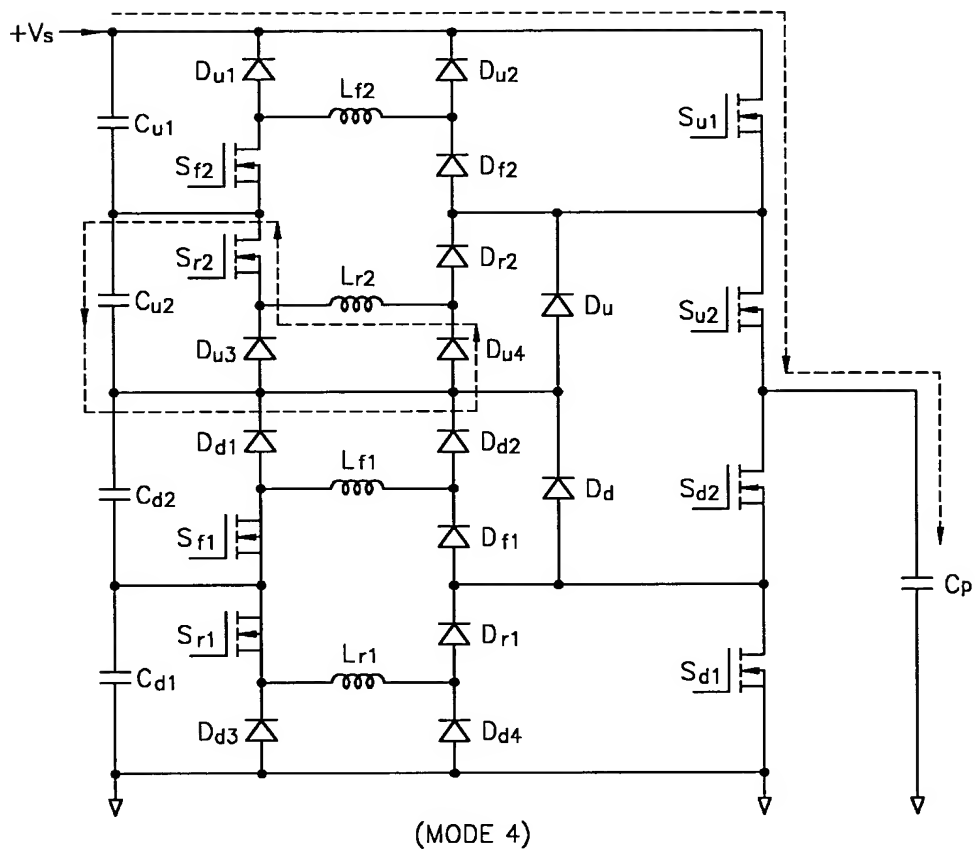 +Vs
Du1
Du2
Lf2
Cu1
Su1
Sf2
Df2
Sr2
Dr2
Lr2
Cu2
Du
Su2
Du3
Du4
Dd1
Dd2
Lf1
Cd2
Dd
Sd2
Sf1
Df1
Cp
Sr1
Dr1
Cd1
Lr1
Sd1
Dd3
Dd4
(MODE 4)